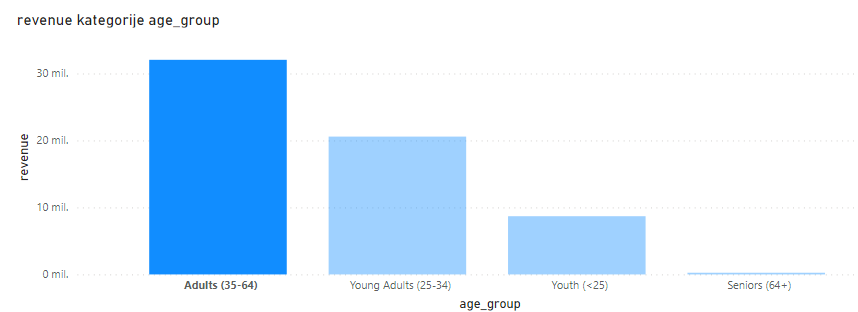 revenue kategorije age_group
revenue
30 mil.
20 mil.
10 mil.
0 mil.
Adults (35-64) Young Adults (25-34) Youth (<25) Seniors (64+)
age_group